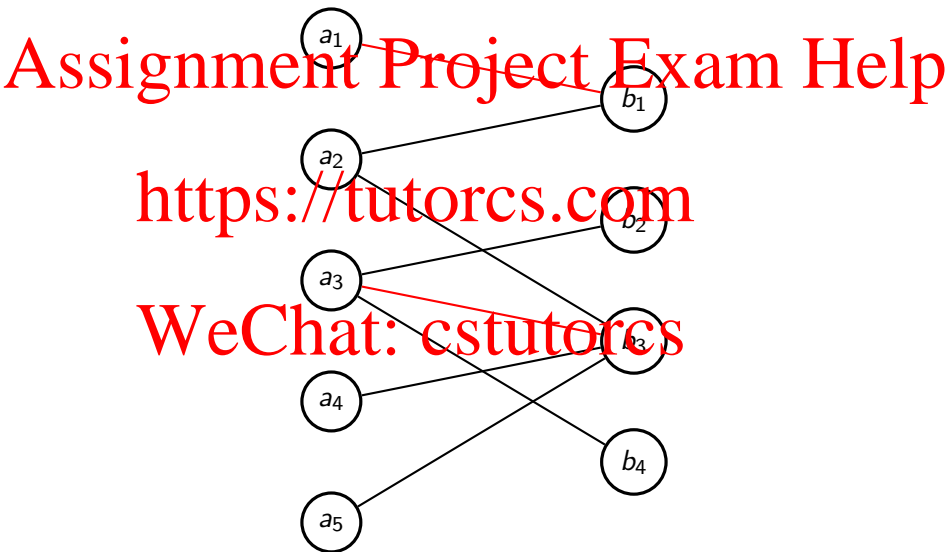 a1
Assignment Project Exam Help
b1
a2
https://tutorcs.com
b2
a3
WeChat: cstutorcs
b3
a4
b4
a5